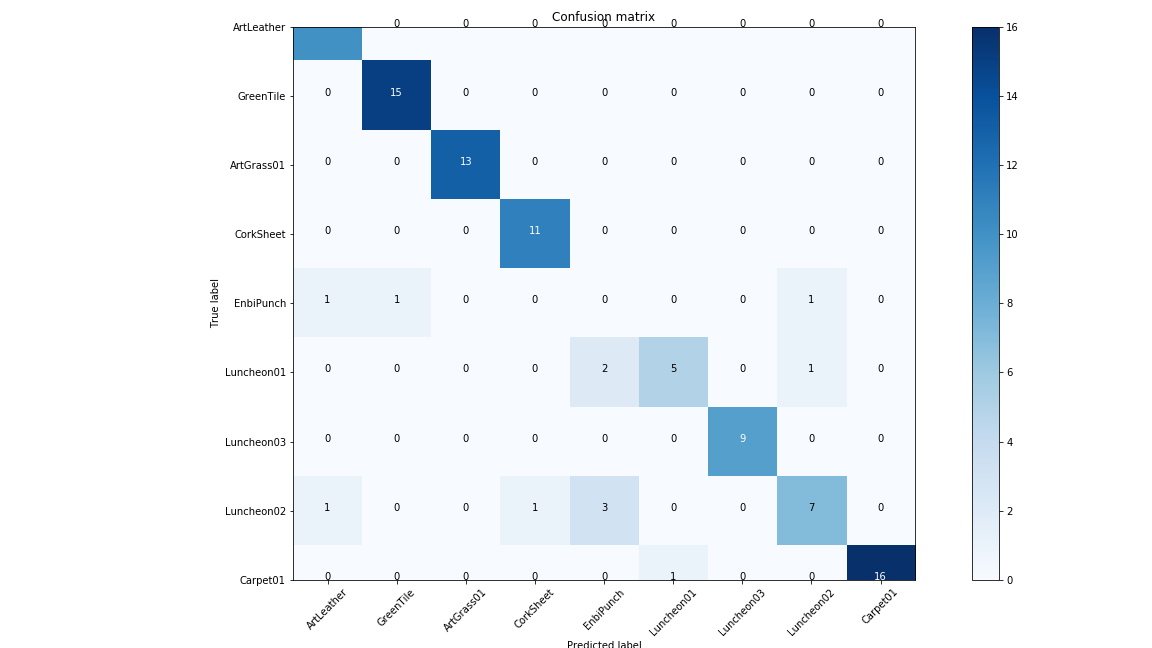 Confusion matrix
ArtLeather 0 0 0 0 0 0 0 0
GreenTile 0 15 0 0 0 0 0 0 0
ArtGrass01 0 0 13 0 0 0 0 0 0
CorkSheet 0 0 0 11 0 0 0 0 0
EnbiPunch 1 1 0 0 0 0 0 1 0
Luncheon01 0 0 0 0 2 5 0 1 0
Luncheon03 0 0 0 0 0 0 9 0 0
Luncheon02 1 0 0 1 3 0 0 7 0
Carpet01 0 0 0 0 0 1 0 0 16
True label
ArtLeather GreenTile ArtGrass01 CorkSheet EnbiPunch Luncheon01 Luncheon03 Luncheon02 Carpet01
Predicted label
16
14
12
10
8
6
4
2
0